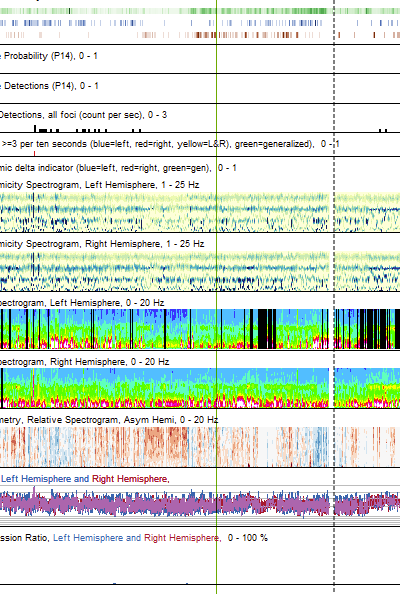 Probability (P14), 0 - 1
Detections (P14), 0 - 1
Detections, all foci (count per sec), 0 - 3
>=3 per ten seconds (blue=left, red=right, yellow=L&R), green=generalized), 0 - 1
mic delta indicator (blue=left, red=right, green=gen), 0 - 1
micity Spectrogram, Left Hemisphere, 1 - 25 Hz
micity Spectrogram, Right Hemisphere, 1 - 25 Hz
pectrogram, Left Hemisphere, 0 - 20 Hz
pectrogram, Right Hemisphere, 0 - 20 Hz
metry, Relative Spectrogram, Asym Hemi, 0 - 20 Hz
Left Hemisphere and Right Hemisphere,
ssion Ratio, Left Hemisphere and Right Hemisphere, 0 - 100 %